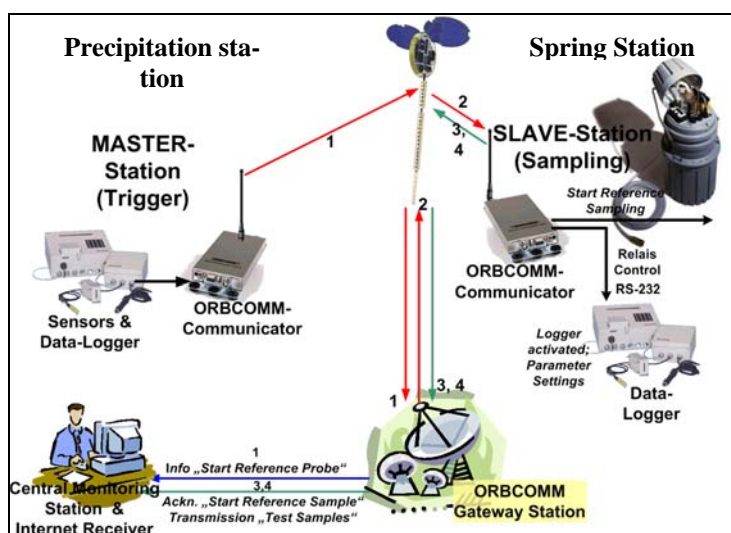 Precipitation sta-
tion
Spring Station
MASTER-
Station
(Trigger)
1
2
3,
4
SLAVE-Station
(Sampling)
Start Reference
Sampling
2
ORBCOMM-
Communicator
Sensors &
Data-Logger
ORBCOMM-
Communicator
Relais
Control
RS-232
Logger
activated;
Parameter
Settings
Data-
Logger
1
3, 4
1
Info „Start Reference Probe“
3,4
Ackn. „Start Reference Sample“
Transmission „Test Samples“
Central Monitoring
Station &
Internet Receiver
ORBCOMM
Gateway Station